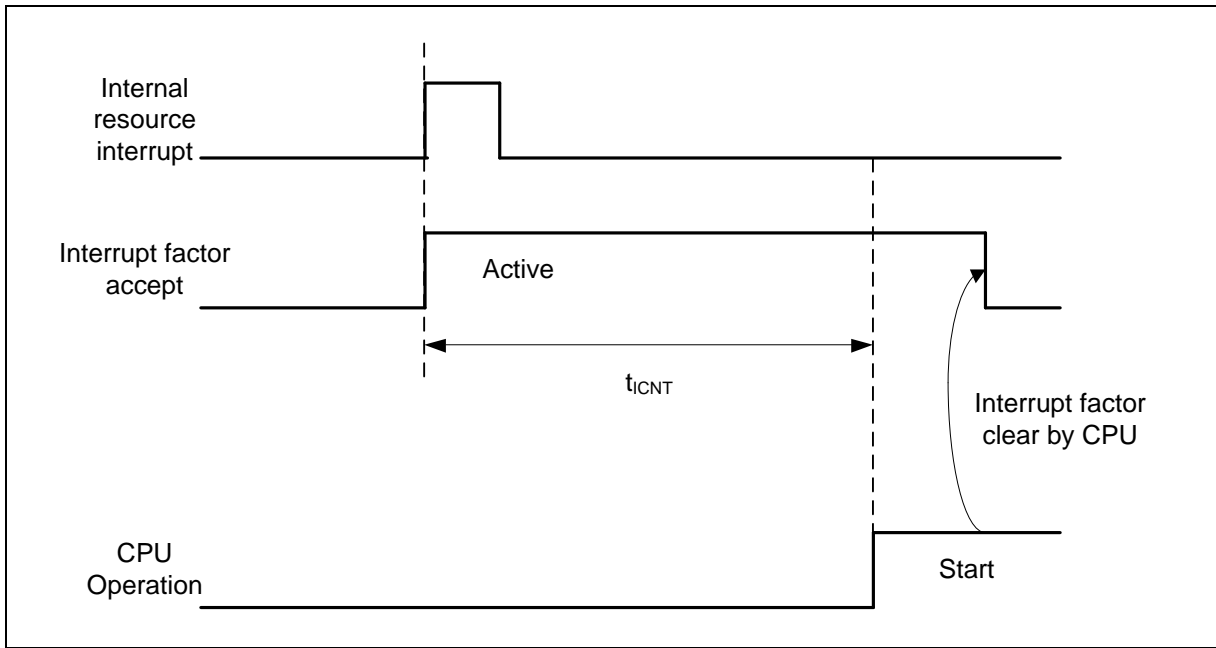 Internal
resource
interrupt
Interrupt factor
accept
Active
tICNT
Interrupt factor
clear by CPU
CPU
Operation
Start